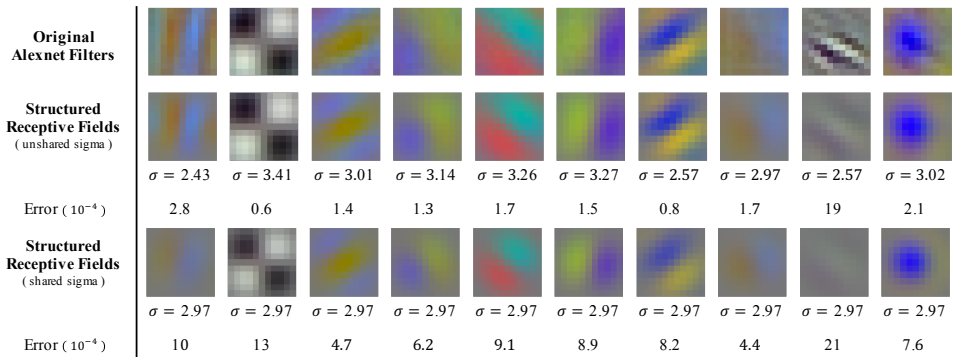 Original
Alexnet Filters
Structured
Receptive Fields
( unshared sigma )
σ = 2.43 σ = 3.41 σ = 3.01 σ = 3.14 σ = 3.26 σ = 3.27 σ = 2.57 σ = 2.97 σ = 2.57 σ = 3.02
Error ( 10⁻⁴ ) 2.8 0.6 1.4 1.3 1.7 1.5 0.8 1.7 19 2.1
Structured
Receptive Fields
( shared sigma )
σ = 2.97 σ = 2.97 σ = 2.97 σ = 2.97 σ = 2.97 σ = 2.97 σ = 2.97 σ = 2.97 σ = 2.97 σ = 2.97
Error ( 10⁻⁴ ) 10 13 4.7 6.2 9.1 8.9 8.2 4.4 21 7.6